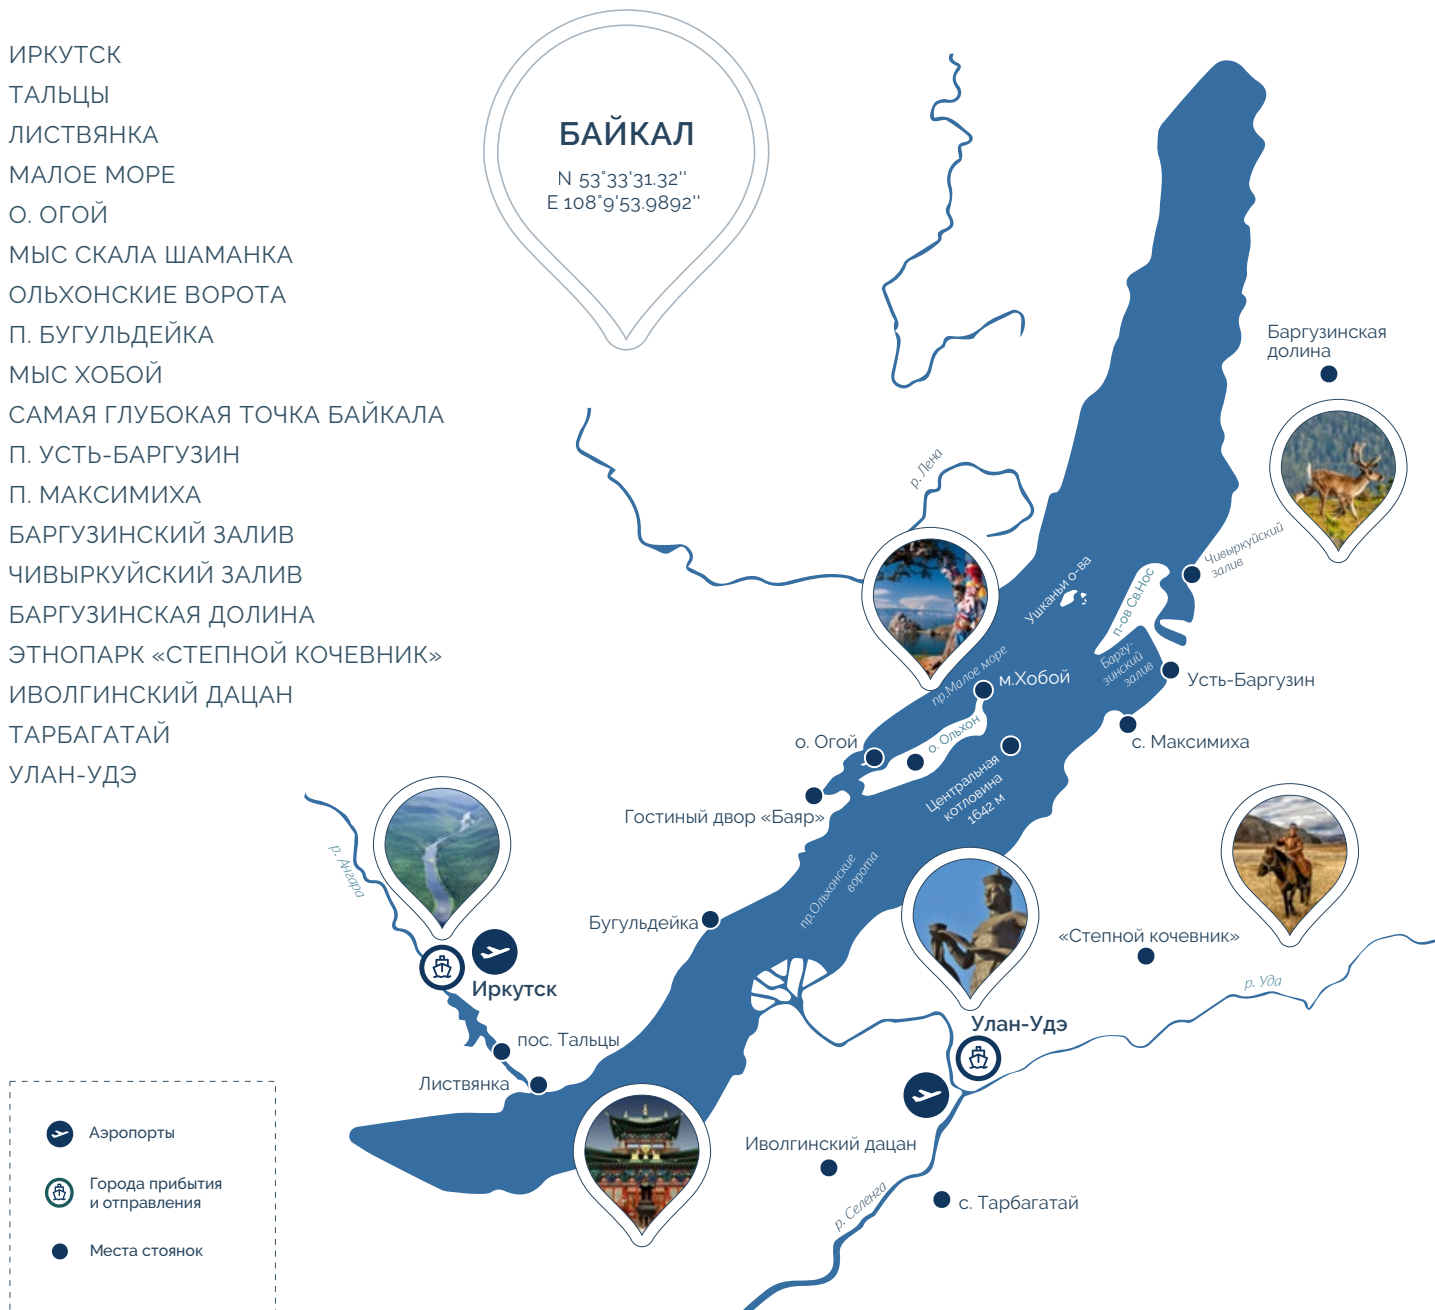 ИРКУТСК
ТАЛЬЦЫ
ЛИСТВЯНКА
МАЛОЕ МОРЕ
О. ОГОЙ
МЫС СКАЛА ШАМАНКА
ОЛЬХОНСКИЕ ВОРОТА
П. БУГУЛЬДЕЙКА
МЫС ХОБОЙ
САМАЯ ГЛУБОКАЯ ТОЧКА БАЙКАЛА
П. УСТЬ-БАРГУЗИН
П. МАКСИМИХА
БАРГУЗИНСКИЙ ЗАЛИВ
ЧИВЫРКУЙСКИЙ ЗАЛИВ
БАРГУЗИНСКАЯ ДОЛИНА
ЭТНОПАРК «СТЕПНОЙ КОЧЕВНИК»
ИВОЛГИНСКИЙ ДАЦАН
ТАРБАГАТАЙ
УЛАН-УДЭ
БАЙКАЛ
N 53°33'31.32''
E 108°9'53.9892''
Баргузинская
долина
р. Лена
Чивыркуйский
залив
Ушканьи о-ва
п-ов Св.Нос
Баргу-
зинский
залив
пр.Малое море
м.Хобой
Усть-Баргузин
о. Ольхон
о. Огой
с. Максимиха
Центральная
котловина
1642 м
Гостиный двор «Баяр»
р. Ангара
пр.Ольхонские
ворота
Бугульдейка
«Степной кочевник»
р. Уда
Иркутск
Улан-Удэ
пос. Тальцы
Листвянка
Иволгинский дацан
р. Селенга
с. Тарбагатай
Аэропорты
Города прибытия
и отправления
Места стоянок